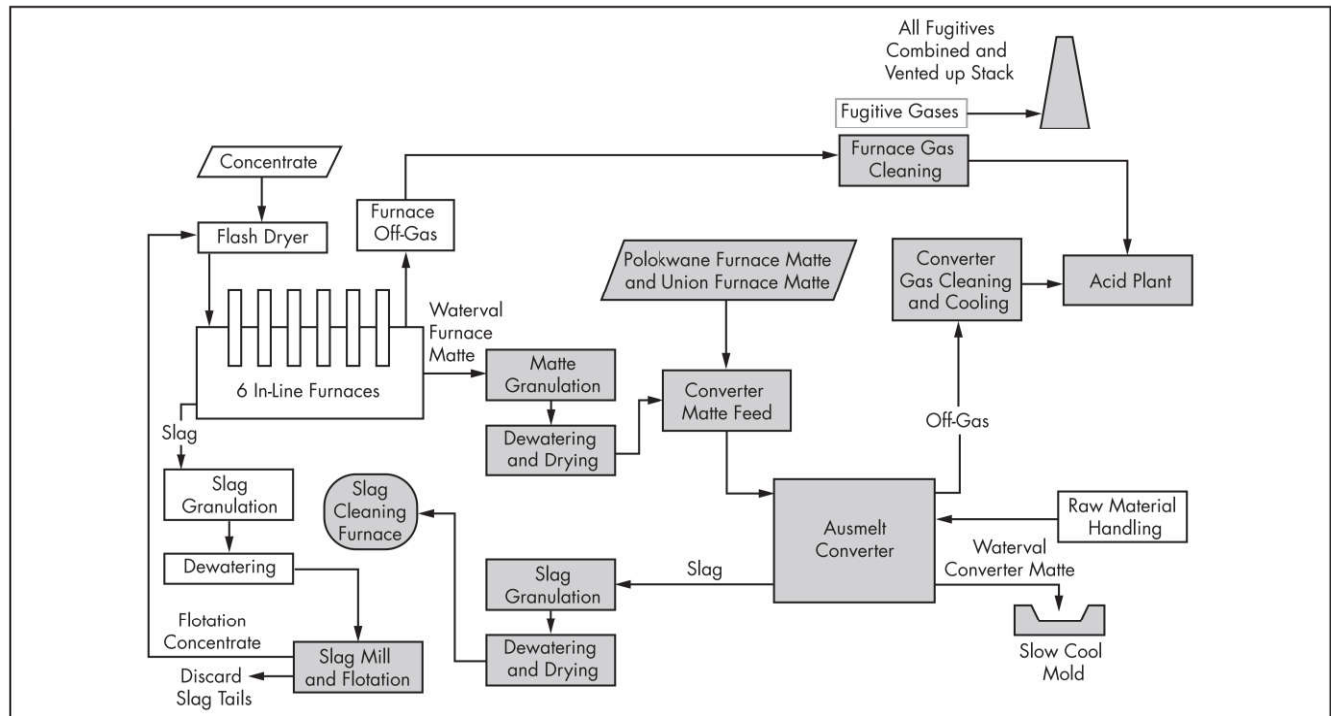 All Fugitives
Combined and
Vented up Stack
Fugitive Gases
Furnace Gas
Cleaning
Concentrate
Flash Dryer
Furnace
Off-Gas
Polokwane Furnace Matte
and Union Furnace Matte
Converter
Gas Cleaning
and Cooling
Acid Plant
Waterval
Furnace
Matte
6 In-Line Furnaces
Matte
Granulation
Converter
Matte Feed
Dewatering
and Drying
Off-Gas
Slag
Slag
Granulation
Slag
Cleaning
Furnace
Ausmelt
Converter
Raw Material
Handling
Waterval
Converter Matte
Dewatering
Slag
Slag
Granulation
Flotation
Concentrate
Slag Mill
and Flotation
Dewatering
and Drying
Slow Cool
Mold
Discard
Slag Tails